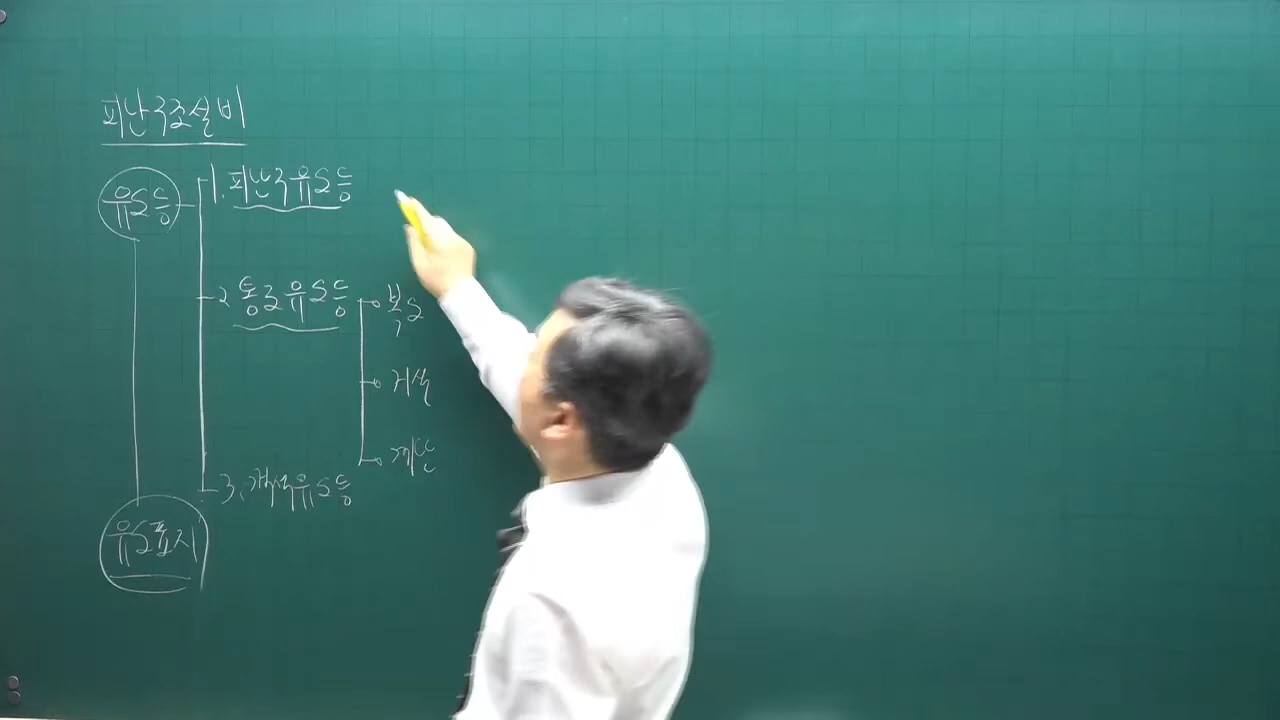 피난구조설비
유도등
1. 피난구유도등
2 통로유도등
복도
거실
계단
3. 객석유도등
유도표지